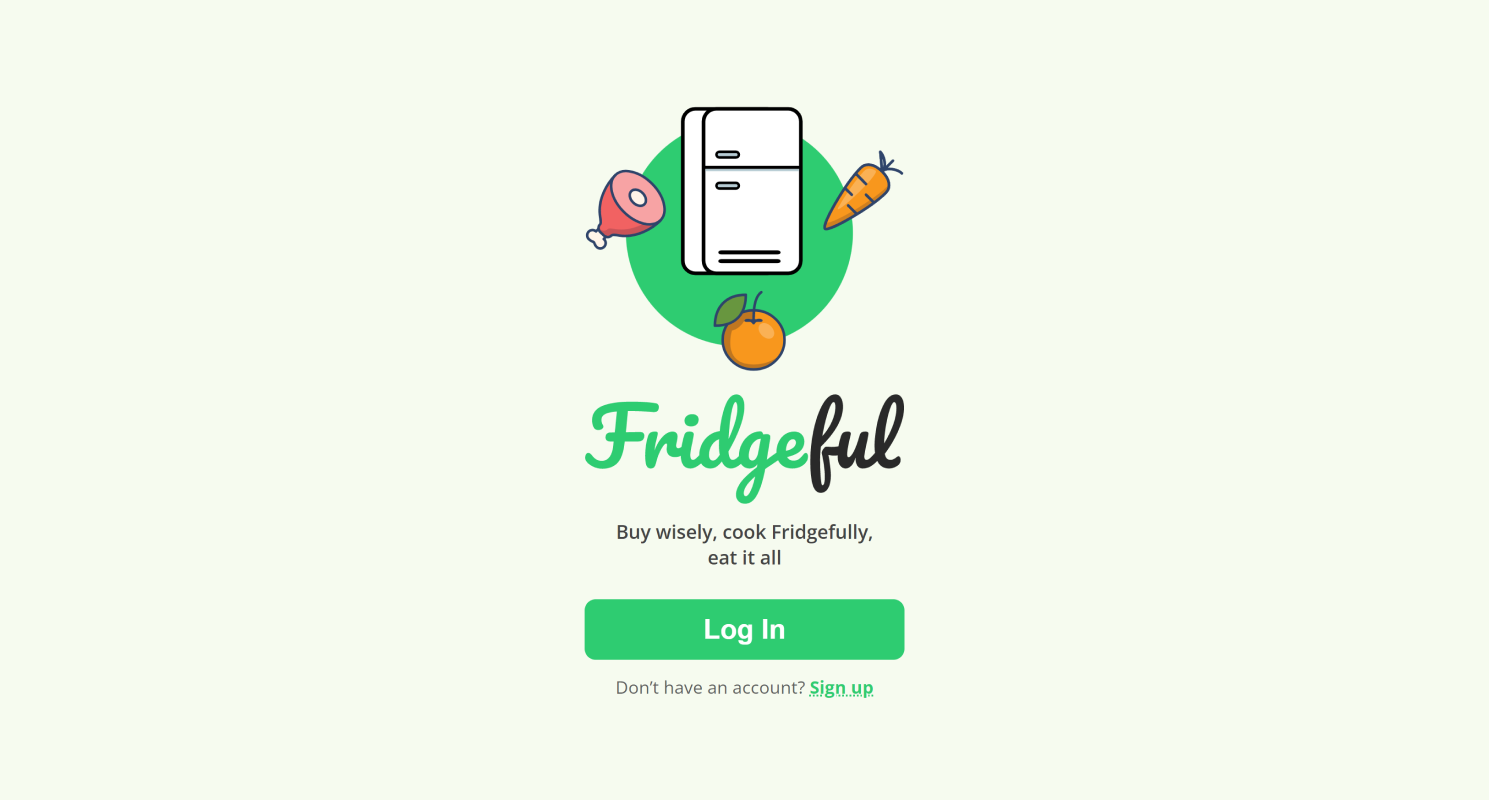 Fridgeful
Buy wisely, cook Fridgefully,
eat it all
Log In
Don’t have an account? Sign up